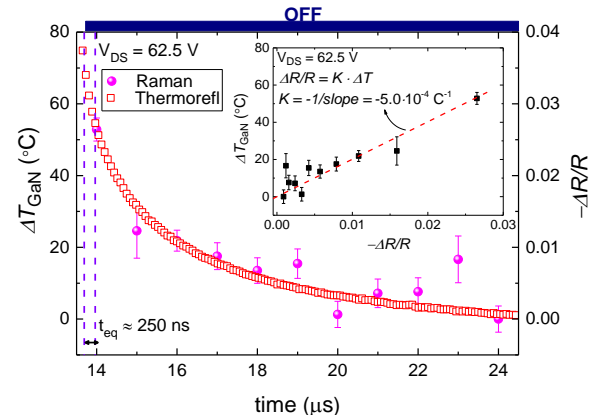 OFF
V_DS = 62.5 V
Raman
Thermorefl
t_eq ≈ 250 ns
ΔT_GaN (°C)
80
60
40
20
0
14
16
18
20
22
24
time (μs)
0.04
0.03
0.02
0.01
0.00
−ΔR/R
V_DS = 62.5 V
ΔR/R = K · ΔT
K = -1/slope = -5.0·10⁻⁴ C⁻¹
ΔT_GaN (°C)
80
60
40
20
0
0.00
0.01
0.02
0.03
−ΔR/R